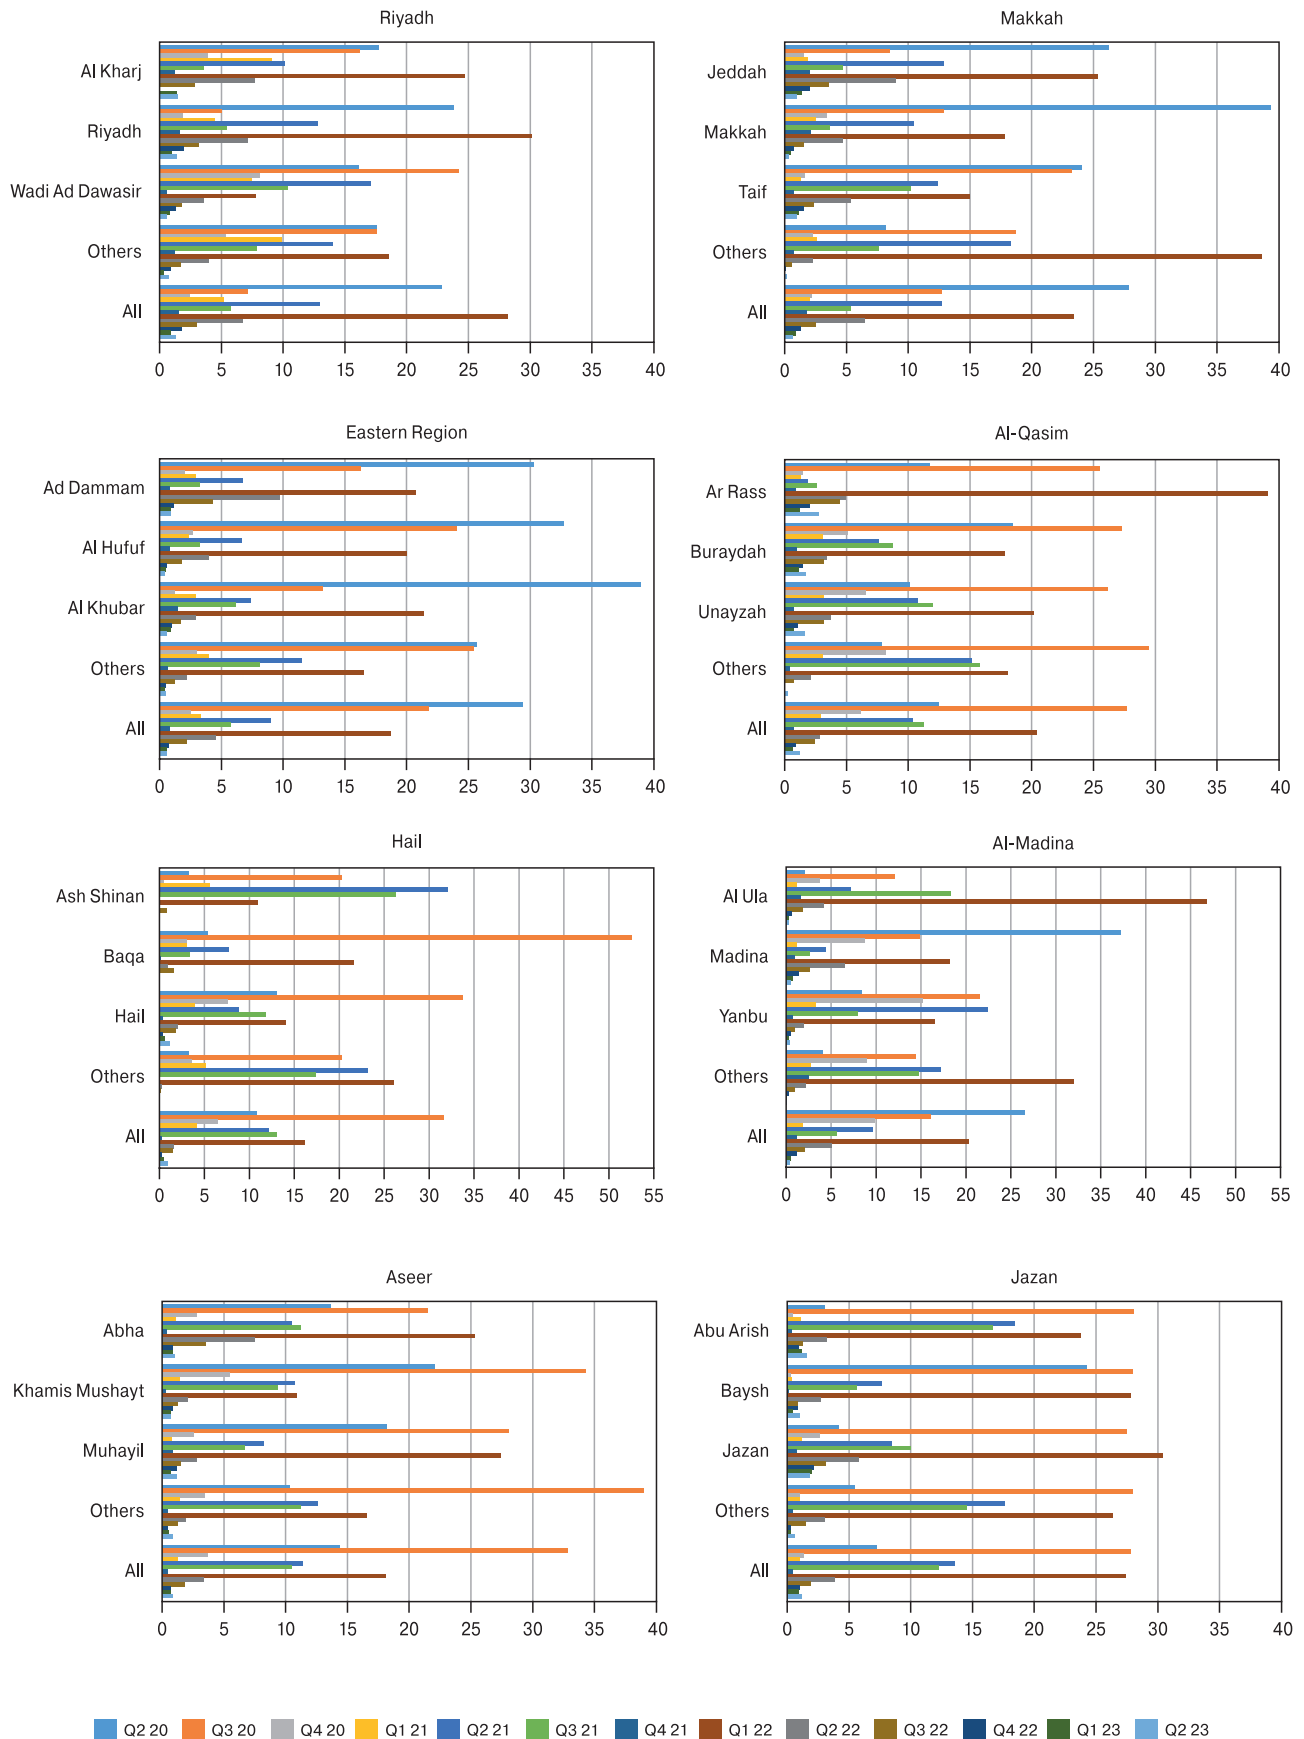 Riyadh
Al Kharj
Riyadh
Wadi Ad Dawasir
Others
All
0 5 10 15 20 25 30 35 40
Makkah
Jeddah
Makkah
Taif
Others
All
0 5 10 15 20 25 30 35 40
Eastern Region
Ad Dammam
Al Hufuf
Al Khubar
Others
All
0 5 10 15 20 25 30 35 40
Al-Qasim
Ar Rass
Buraydah
Unayzah
Others
All
0 5 10 15 20 25 30 35 40
Hail
Ash Shinan
Baqa
Hail
Others
All
0 5 10 15 20 25 30 35 40 45 50 55
Al-Madina
Al Ula
Madina
Yanbu
Others
All
0 5 10 15 20 25 30 35 40 45 50 55
Aseer
Abha
Khamis Mushayt
Muhayil
Others
All
0 5 10 15 20 25 30 35 40
Jazan
Abu Arish
Baysh
Jazan
Others
All
0 5 10 15 20 25 30 35 40
Q2 20 Q3 20 Q4 20 Q1 21 Q2 21 Q3 21 Q4 21 Q1 22 Q2 22 Q3 22 Q4 22 Q1 23 Q2 23